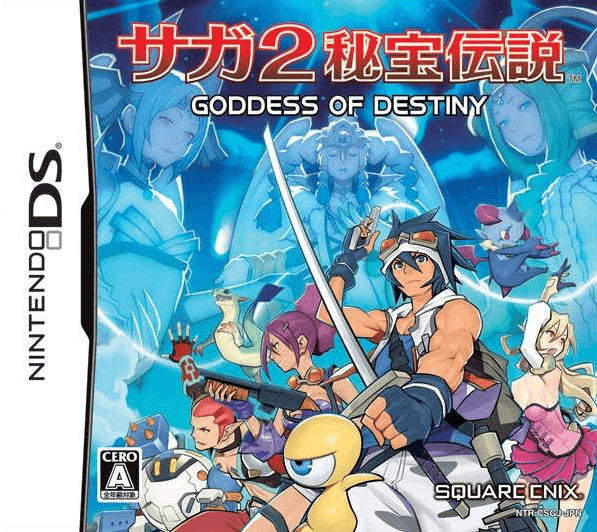 サガ2秘宝伝説
TM
GODDESS OF DESTINY
NINTENDO DS®
CERO
A
全年齢対象
SQUARE ENIX®
NTR-CSGJ-JPN